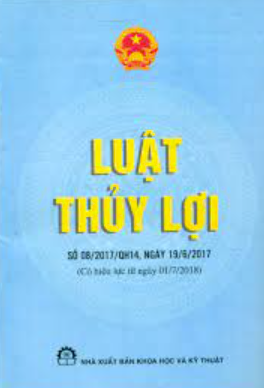 LUẬT
THỦY LỢI
SỐ 08/2017/QH14, NGÀY 19/6/2017
(Có hiệu lực từ ngày 01/7/2018)
NHÀ XUẤT BẢN KHOA HỌC VÀ KỸ THUẬT